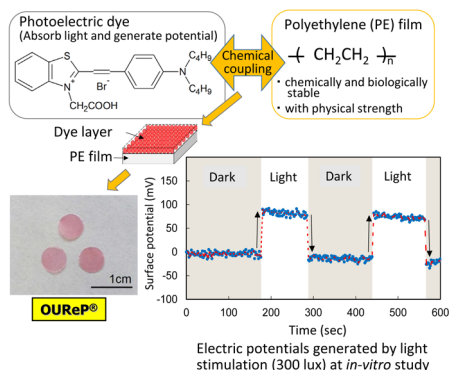 Photoelectric dye
(Absorb light and generate potential)
S
N
+
Br-
CH₂COOH
N
C₄H₉
C₄H₉
Chemical
coupling
Polyethylene (PE) film
( CH₂CH₂ )n
・ chemically and biologically
stable
・ with physical strength
Dye layer
PE film
1cm
OUReP®
Dark Light Dark Light
Surface potential (mV)
150
100
50
0
-50
-100
0 100 200 300 400 500 600
Time (sec)
Electric potentials generated by light
stimulation (300 lux) at in-vitro study